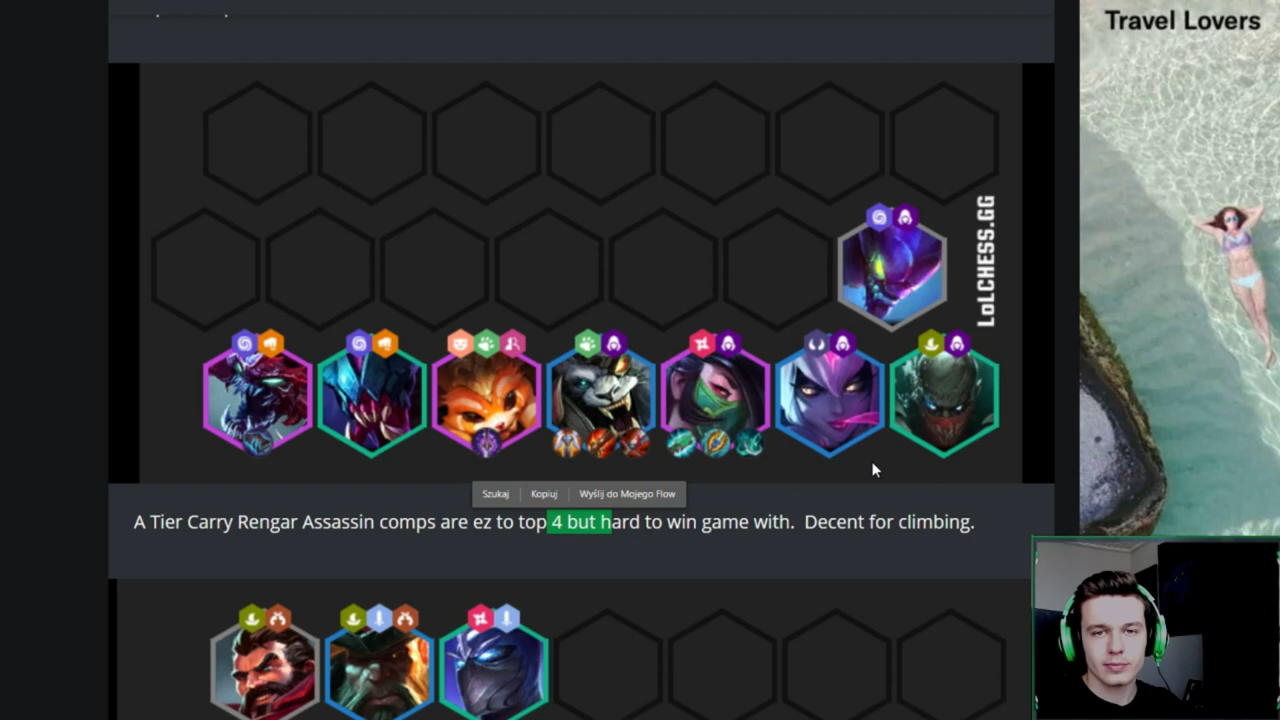 Travel Lovers
LoLCHESS.GG
Szukaj
Kopiuj
Wyślij do Mojego Flow
A Tier Carry Rengar Assassin comps are ez to top 4 but hard to win game with.  Decent for climbing.